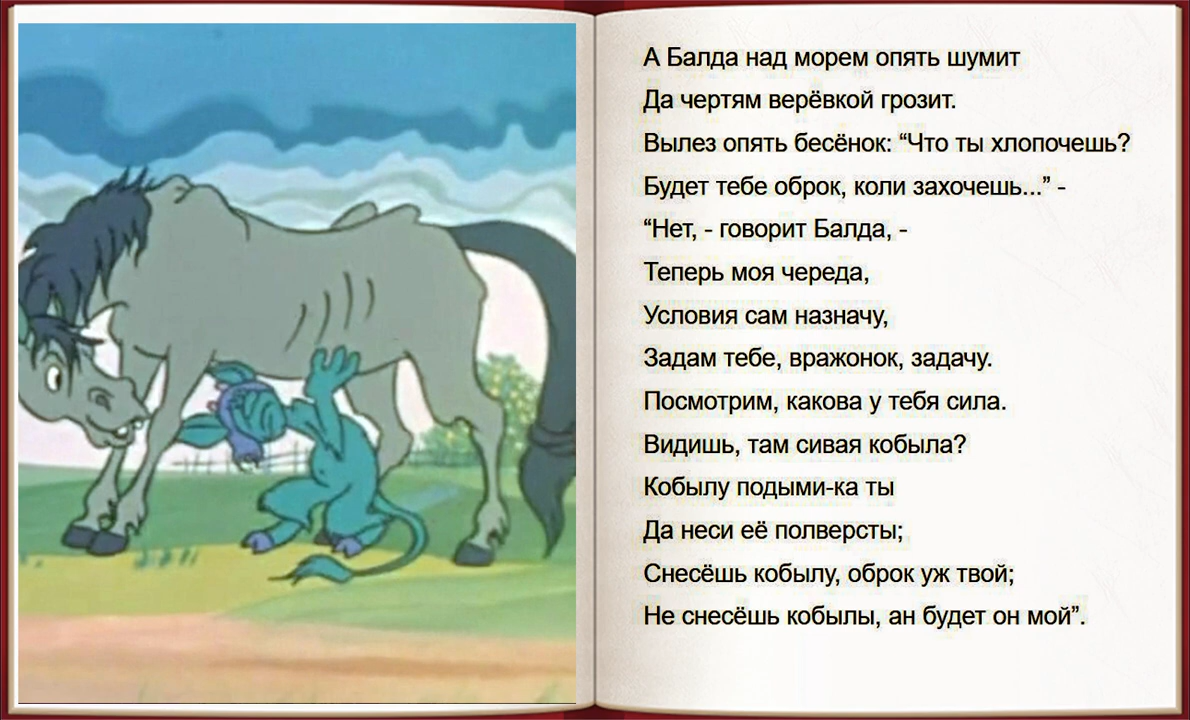 А Балда над морем опять шумит
Да чертям верёвкой грозит.
Вылез опять бесёнок: “Что ты хлопочешь?
Будет тебе оброк, коли захочешь...” -
“Нет, - говорит Балда, -
Теперь моя череда,
Условия сам назначу,
Задам тебе, вражонок, задачу.
Посмотрим, какова у тебя сила.
Видишь, там сивая кобыла?
Кобылу подыми-ка ты
Да неси её полверсты;
Снесёшь кобылу, оброк уж твой;
Не снесёшь кобылы, ан будет он мой”.